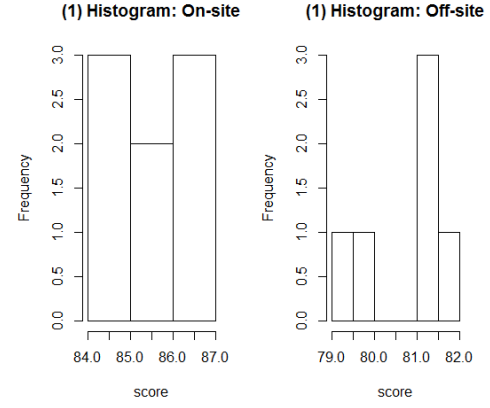 (1) Histogram: On-site
Frequency
0.0 0.5 1.0 1.5 2.0 2.5 3.0
84.0 85.0 86.0 87.0
score
(1) Histogram: Off-site
Frequency
0.0 0.5 1.0 1.5 2.0 2.5 3.0
79.0 80.0 81.0 82.0
score